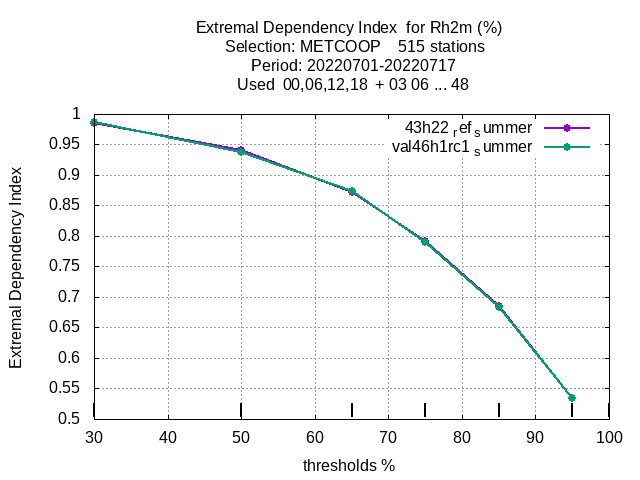 Extremal Dependency Index  for Rh2m (%)
Selection: METCOOP    515 stations
Period: 20220701-20220717
Used  00,06,12,18  + 03 06 ... 48
43h22 ref summer
val46h1rc1 summer
Extremal Dependency Index
1
0.95
0.9
0.85
0.8
0.75
0.7
0.65
0.6
0.55
0.5
30 40 50 60 70 80 90 100
thresholds %